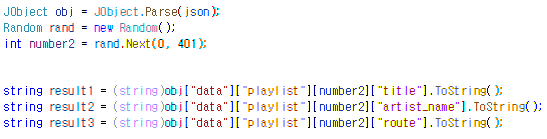 JObject obj = JObject.Parse(json);
Random rand = new Random();
int number2 = rand.Next(0, 401);
string result1 = (string)obj["data"]["playlist"][number2]["title"].ToString();
string result2 = (string)obj["data"]["playlist"][number2]["artist_name"].ToString();
string result3 = (string)obj["data"]["playlist"][number2]["route"].ToString();